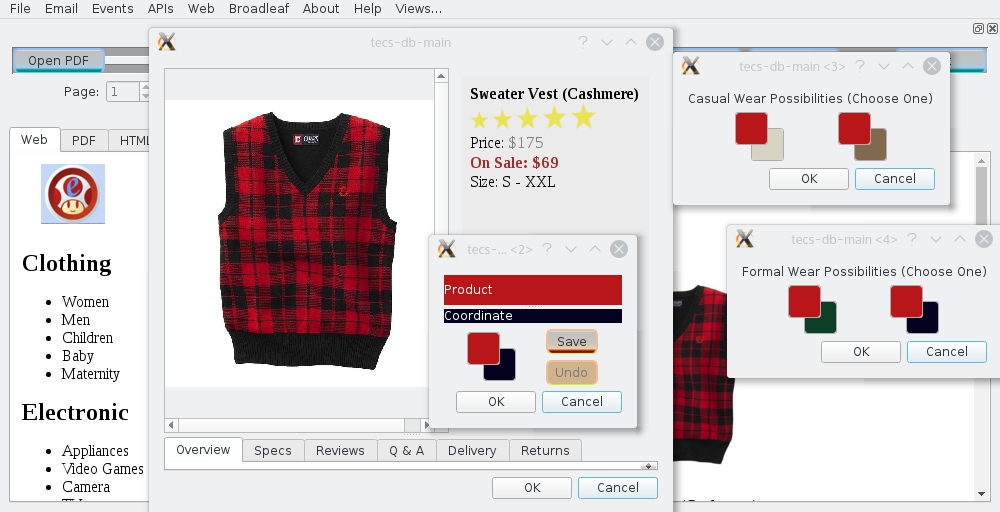 File Email Events APIs Web Broadleaf About Help Views...
tecs-db-main
Open PDF
Page: 1
Web PDF HTML
Clothing
Women
Men
Children
Baby
Maternity
Electronic
Appliances
Video Games
Camera
Sweater Vest (Cashmere)
Price: $175
On Sale: $69
Size: S - XXL
Overview Specs Reviews Q & A Delivery Returns
OK Cancel
tecs-... <2>
Product
Coordinate
Save
Undo
OK Cancel
tecs-db-main <3>
Casual Wear Possibilities (Choose One)
OK Cancel
tecs-db-main <4>
Formal Wear Possibilities (Choose One)
OK Cancel